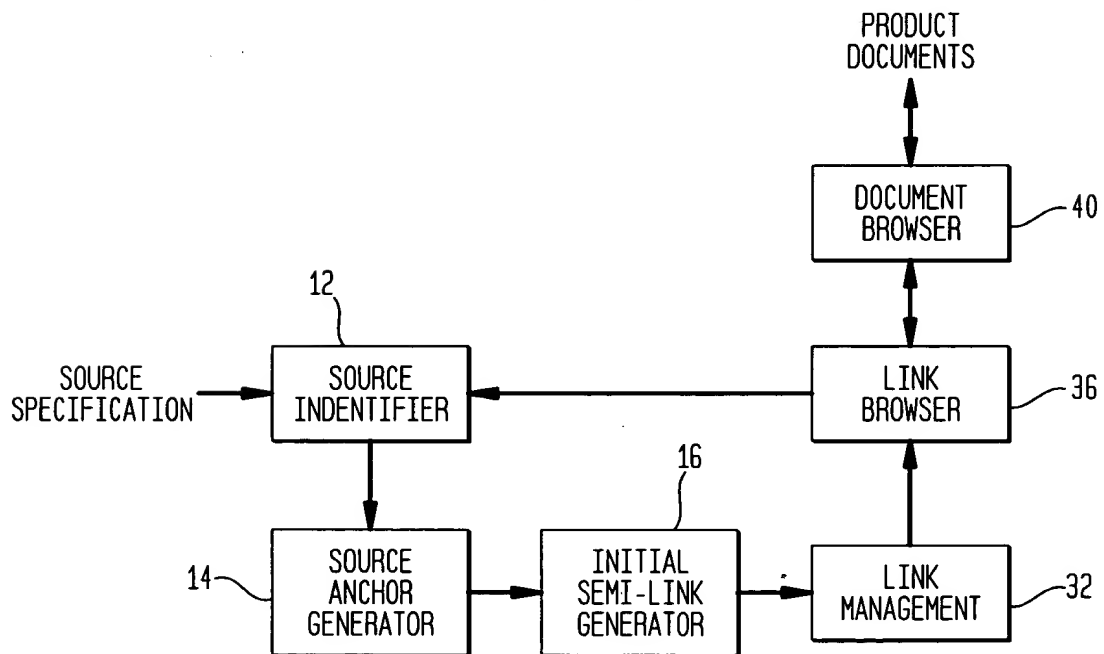 PRODUCT
DOCUMENTS
DOCUMENT
BROWSER
40
12
SOURCE
SPECIFICATION
SOURCE
INDENTIFIER
LINK
BROWSER
36
16
14
SOURCE
ANCHOR
GENERATOR
INITIAL
SEMI-LINK
GENERATOR
LINK
MANAGEMENT
32